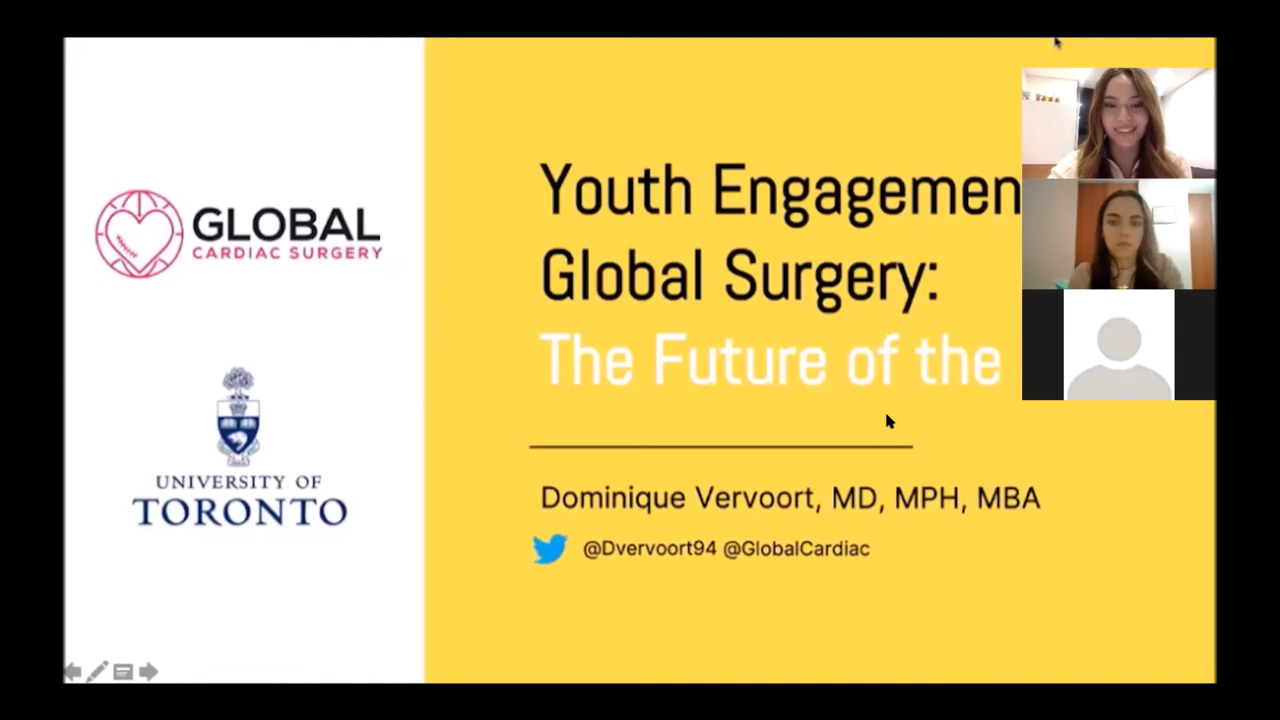 GLOBAL
CARDIAC SURGERY
UNIVERSITY OF
TORONTO
Youth Engagemen
Global Surgery:
The Future of the
Dominique Vervoort, MD, MPH, MBA
@Dvervoort94 @GlobalCardiac